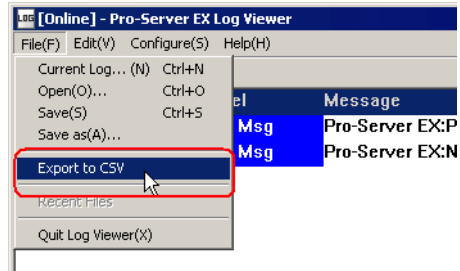 LOG [Online] - Pro-Server EX Log Viewer
File(F) Edit(V) Configure(S) Help(H)
Current Log... (N) Ctrl+N
Open(O)... Ctrl+O
Save(S) Ctrl+S
Save as(A)...
Export to CSV
Recent Files
Quit Log Viewer(X)
el Message
Msg Pro-Server EX:P
Msg Pro-Server EX:N